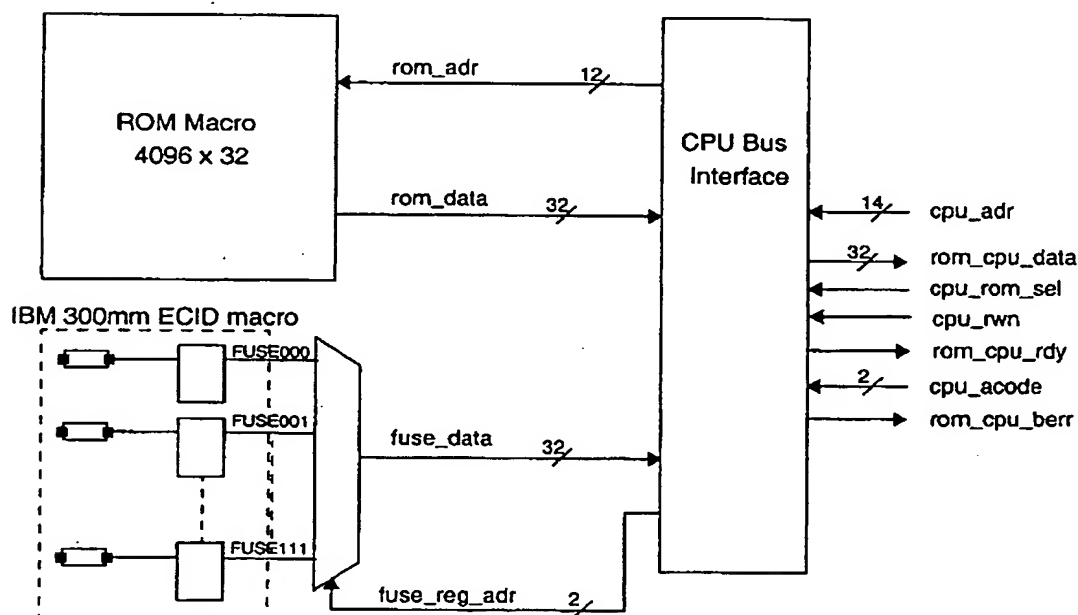 rom_adr
12
ROM Macro
4096 x 32
CPU Bus
Interface
rom_data
32
14
cpu_adr
32
rom_cpu_data
cpu_rom_sel
cpu_rwn
rom_cpu_rdy
2
cpu_acode
rom_cpu_berr
IBM 300mm ECID macro
FUSE000
FUSE001
fuse_data
32
FUSE111
fuse_reg_adr
2